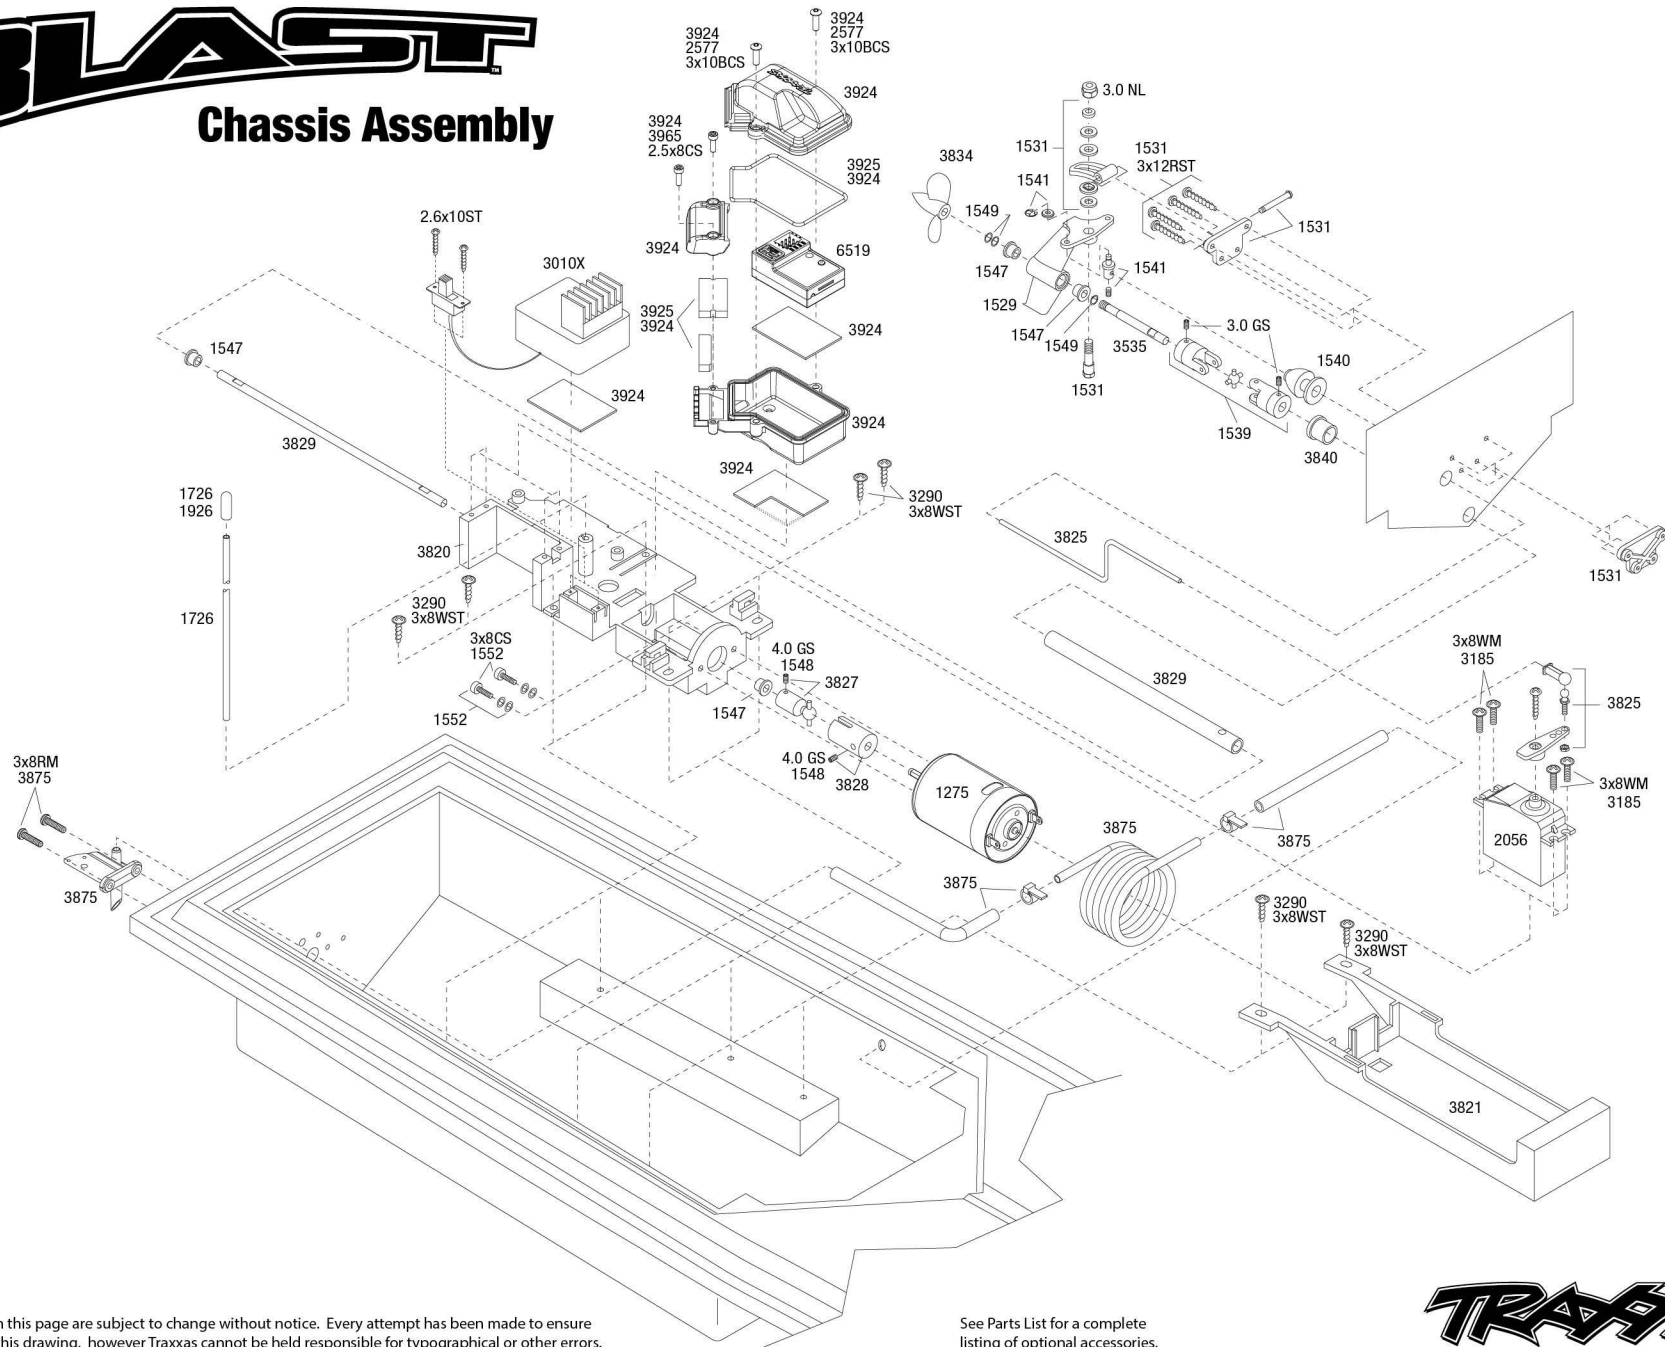 BLAST™
Chassis Assembly
3924
2577
3x10BCS
3924
2577
3x10BCS
3924
3924
3965
2.5x8CS
3925
3924
3924
6519
3925
3924
3924
3924
3924
2.6x10ST
3010X
3924
1547
3829
1726
1926
1726
3820
3290
3x8WST
3290
3x8WST
3x8CS
1552
1552
1547
4.0 GS
1548
3827
4.0 GS
1548
3828
1275
3.0 NL
1531
1531
3x12RST
1531
3834
1541
1549
1547
1529
1541
1547
1549
3535
1531
3.0 GS
1540
1539
3840
1531
3825
3829
3x8WM
3185
3825
3x8WM
3185
2056
3875
3875
3875
3x8RM
3875
3875
3290
3x8WST
3290
3x8WST
3821
n this page are subject to change without notice. Every attempt has been made to ensure
his drawing, however Traxxas cannot be held responsible for typographical or other errors.
See Parts List for a complete
listing of optional accessories.
TRAXX